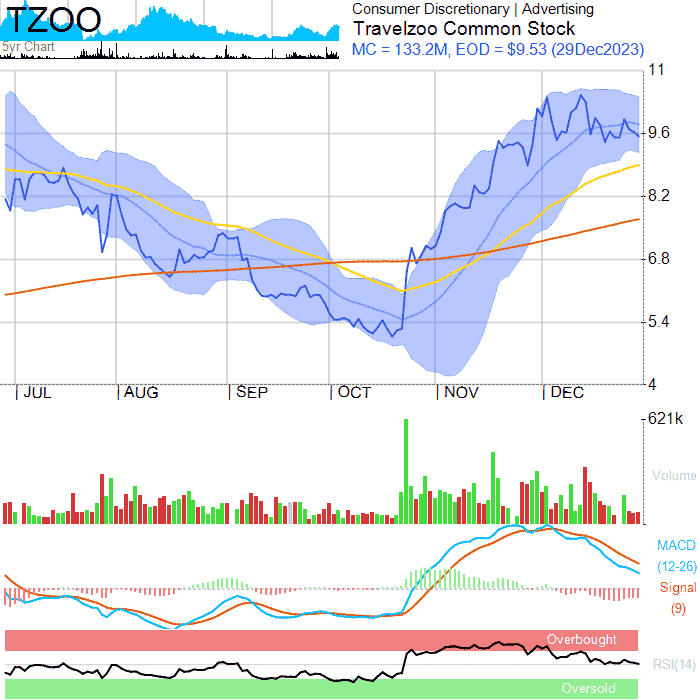 TZOO
5yr Chart
Consumer Discretionary | Advertising
Travelzoo Common Stock
MC = 133.2M, EOD = $9.53 (29Dec2023)
11
9.6
8.2
6.8
5.4
4
JUL AUG SEP OCT NOV DEC
621k
Volume
MACD
(12-26)
Signal
(9)
Overbought
RSI(14)
Oversold